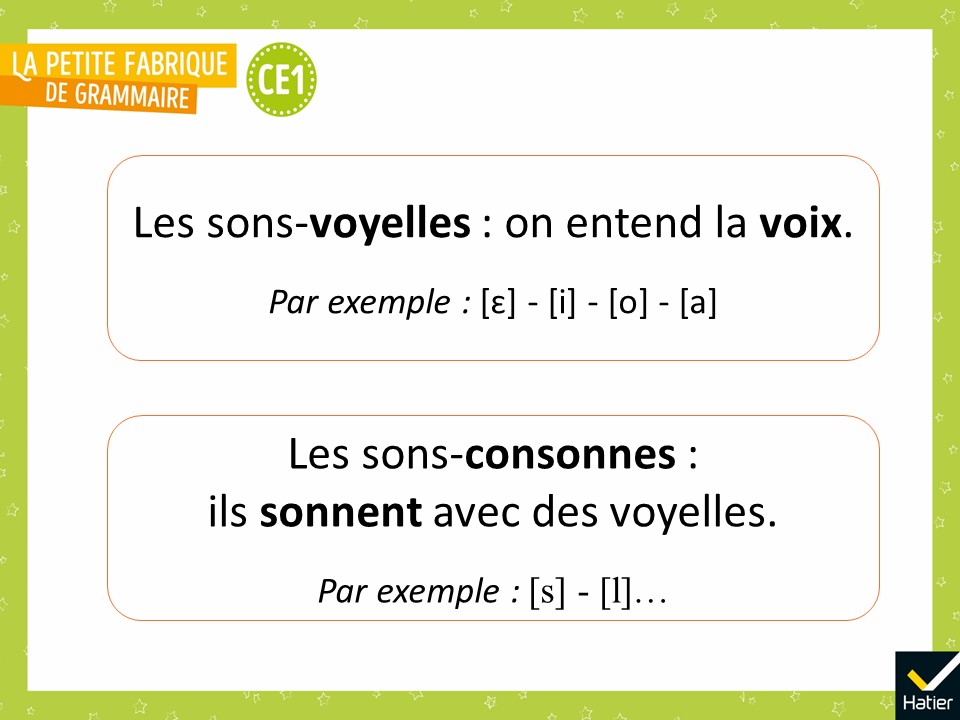 LA PETITE FABRIQUE
DE GRAMMAIRE
CE1
Les sons-voyelles : on entend la voix.
Par exemple : [ε] - [i] - [o] - [a]
Les sons-consonnes :
ils sonnent avec des voyelles.
Par exemple : [s] - [l]…
Hatier